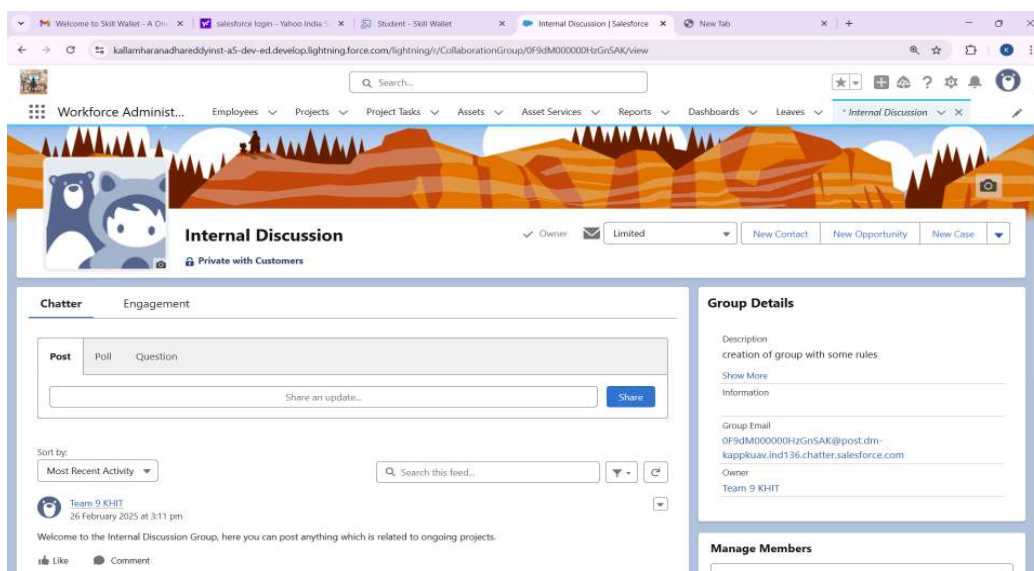 Welcome to Skill Wallet - A On
salesforce login - Yahoo India S
Student - Skill Wallet
Internal Discussion | Salesforce
New Tab
kallamharanadhareddyinst-a5-dev-ed.develop.lightning.force.com/lightning/r/CollaborationGroup/0F9dM000000HzGnSAK/view
K
Search...
Workforce Administ...
Employees
Projects
Project Tasks
Assets
Asset Services
Reports
Dashboards
Leaves
* Internal Discussion
Internal Discussion
Private with Customers
Owner
Limited
New Contact
New Opportunity
New Case
Chatter
Engagement
Post
Poll
Question
Share an update...
Share
Sort by:
Most Recent Activity
Search this feed...
Team 9 KHIT
26 February 2025 at 3:11 pm
Welcome to the Internal Discussion Group, here you can post anything which is related to ongoing projects.
Like
Comment
Group Details
Description
creation of group with some rules
Show More
Information
Group Email
0F9dM000000HzGnSAK@post.dm-
kappkuav.ind136.chatter.salesforce.com
Owner
Team 9 KHIT
Manage Members